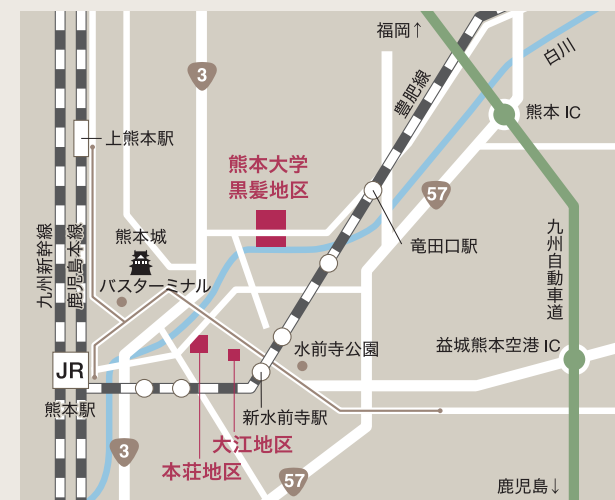 福岡↑
白川
3
豊肥線
熊本 IC
上熊本駅
熊本大学
黒髪地区
57
九州新幹線
鹿児島本線
熊本城
竜田口駅
九州自動車道
バスターミナル
水前寺公園
益城熊本空港 IC
JR
熊本駅
新水前寺駅
大江地区
3
本荘地区
57
鹿児島↓